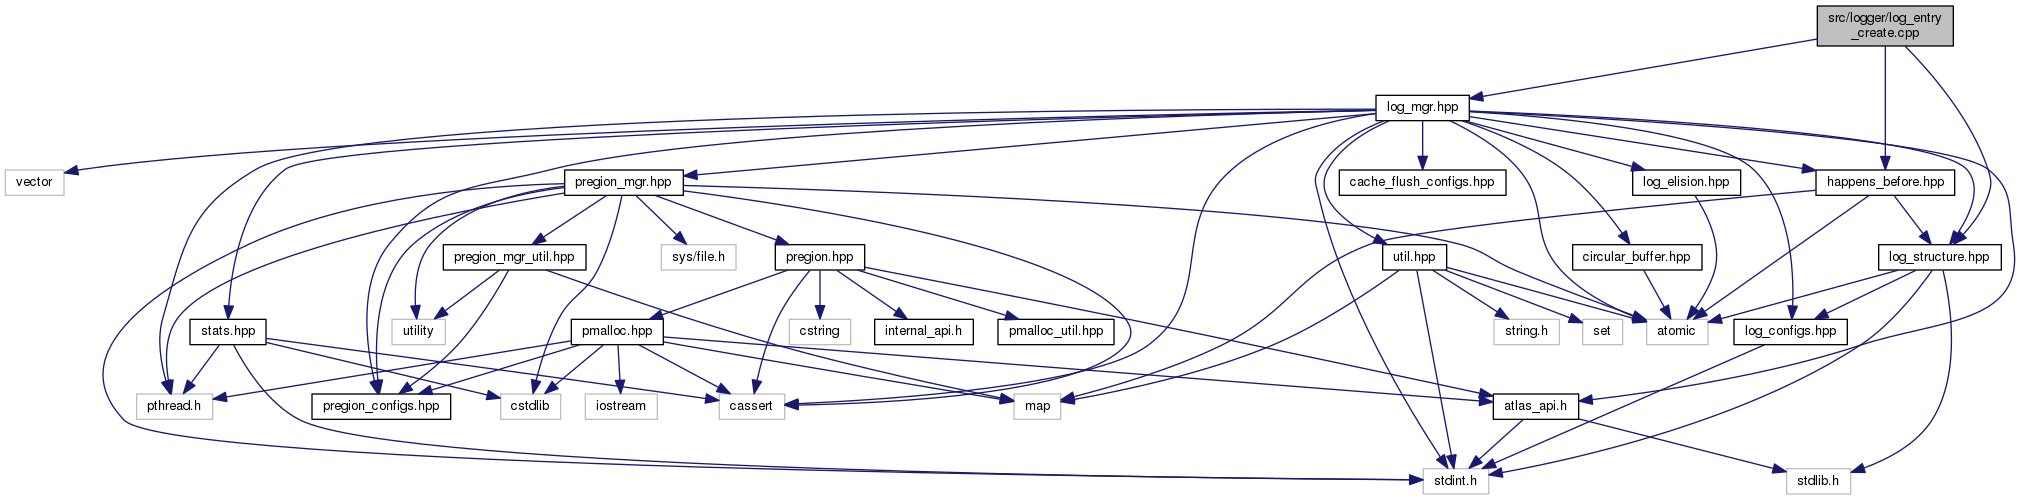 src/logger/log_entry
_create.cpp
log_mgr.hpp
vector
pregion_mgr.hpp
cache_flush_configs.hpp
log_elision.hpp
happens_before.hpp
pregion_mgr_util.hpp
sys/file.h
pregion.hpp
util.hpp
circular_buffer.hpp
log_structure.hpp
stats.hpp
utility
pmalloc.hpp
cstring
internal_api.h
pmalloc_util.hpp
string.h
set
atomic
log_configs.hpp
pthread.h
pregion_configs.hpp
cstdlib
iostream
cassert
map
atlas_api.h
stdint.h
stdlib.h